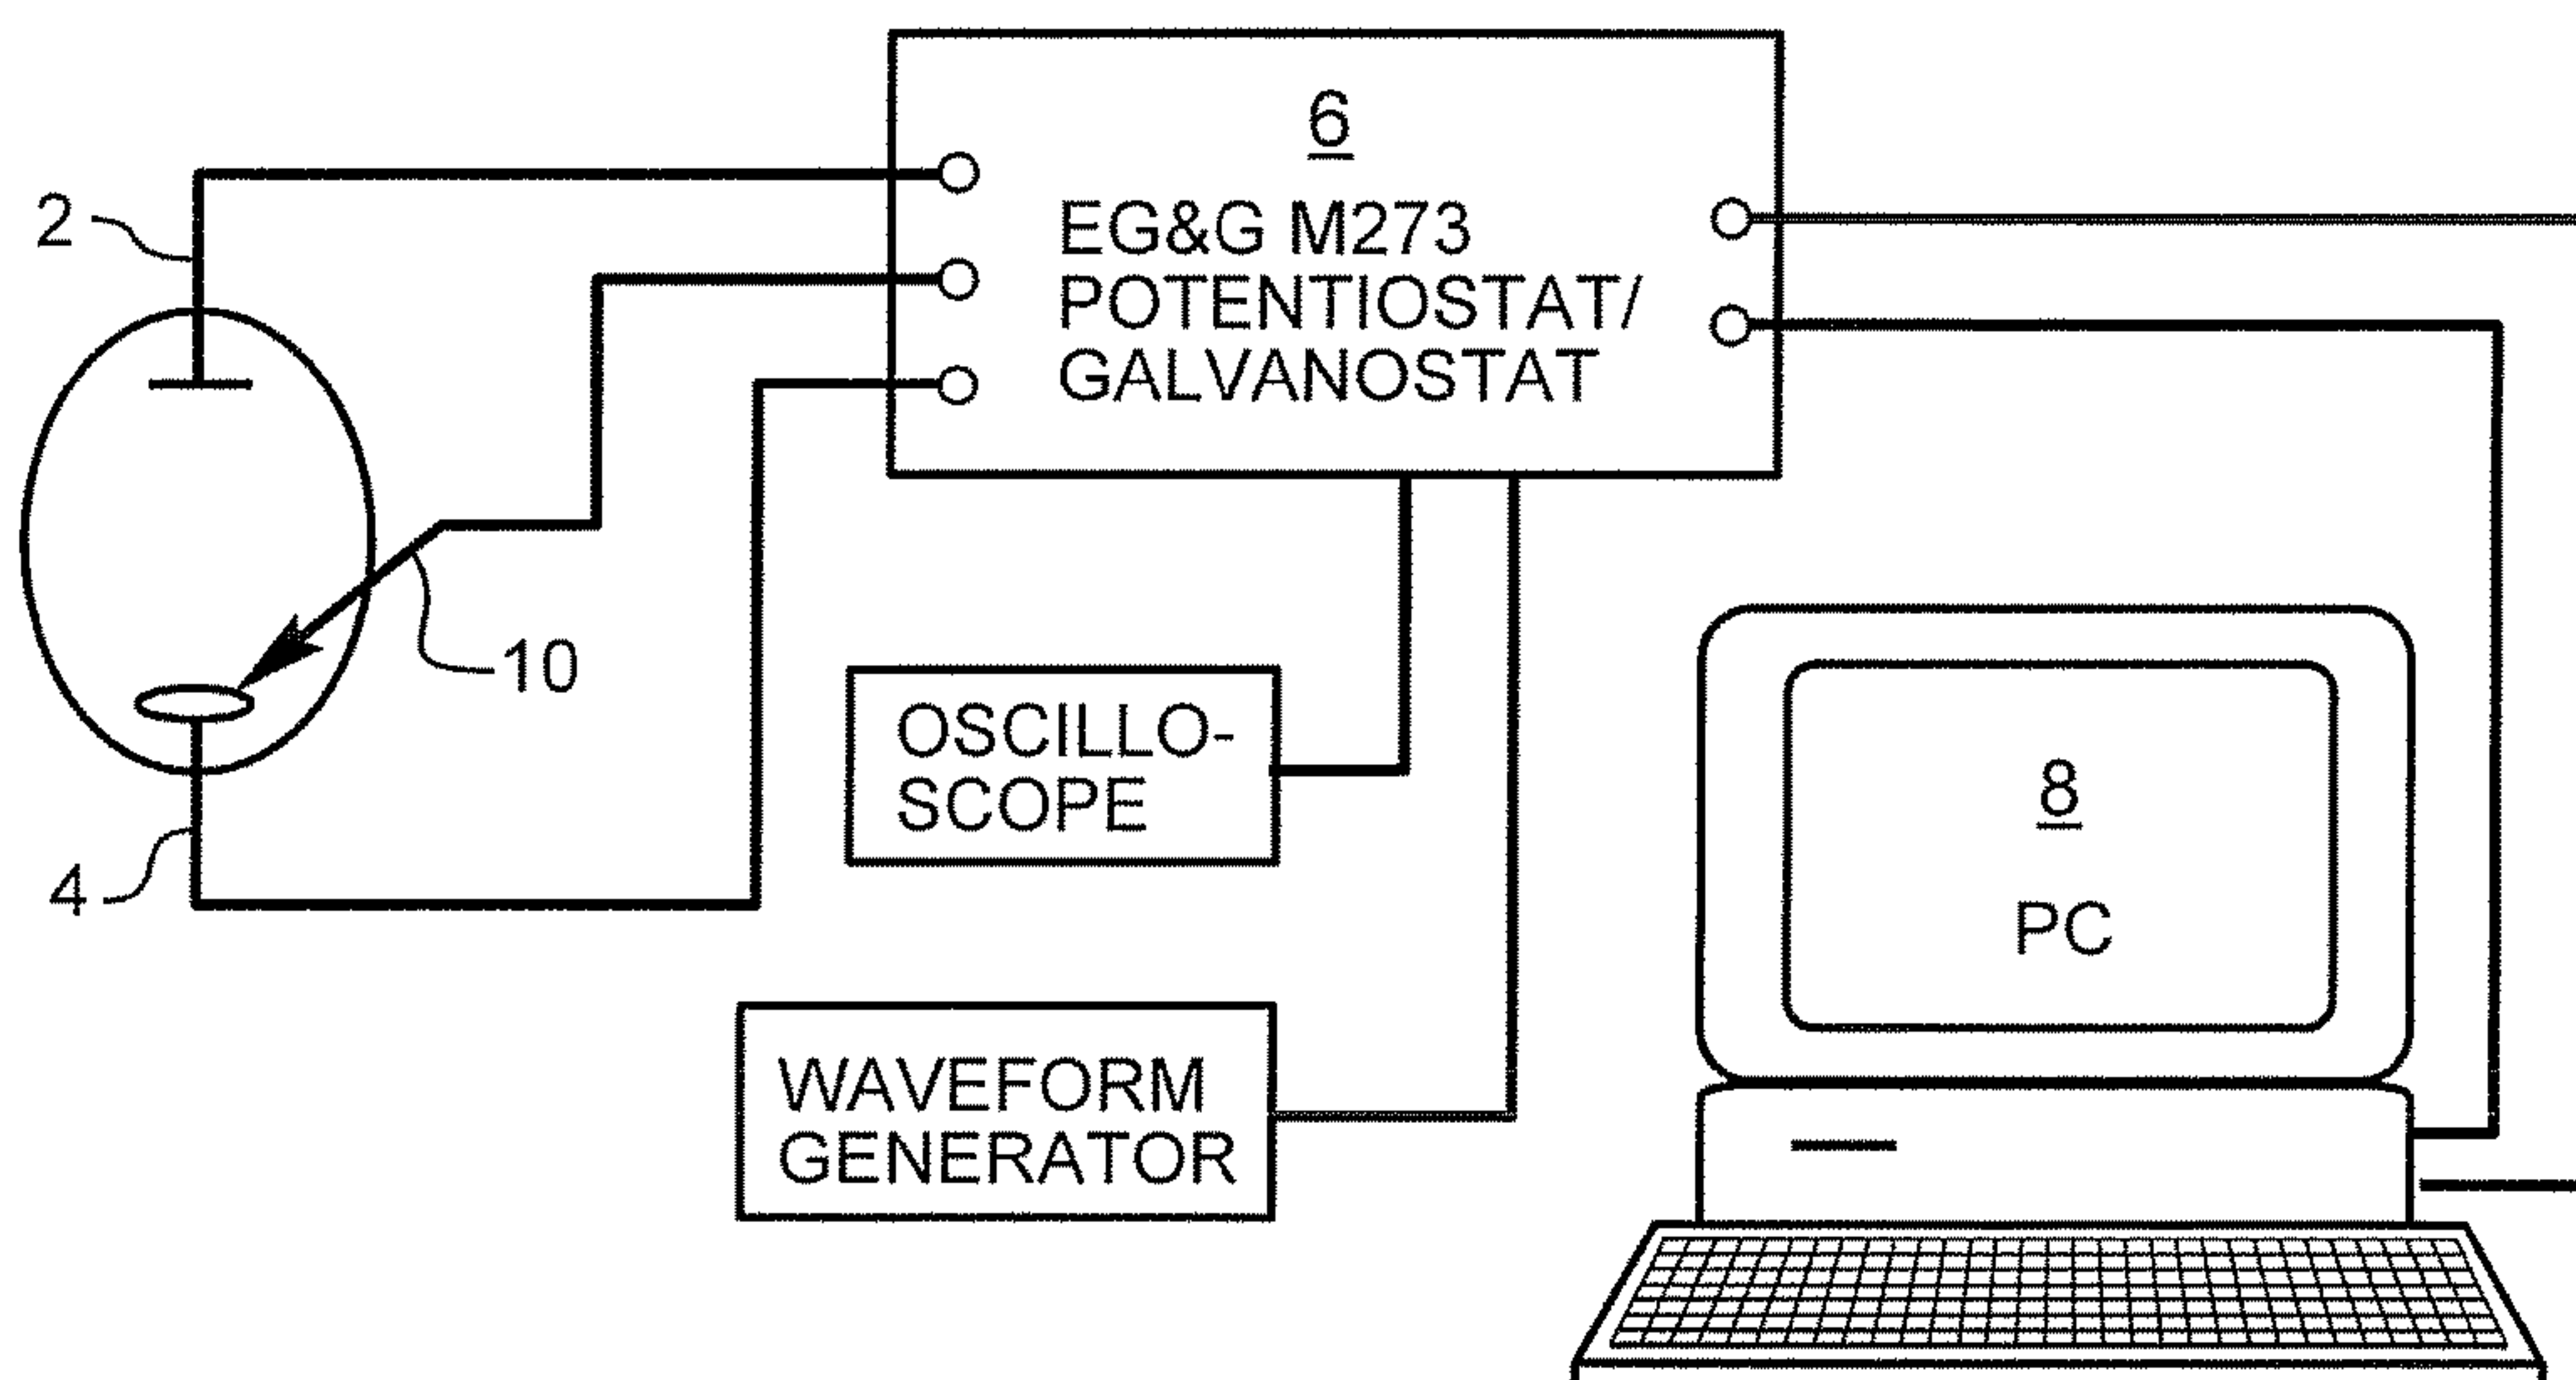 6
EG&G M273
POTENTIOSTAT/
GALVANOSTAT
2
10
OSCILLO-
SCOPE
8
PC
4
WAVEFORM
GENERATOR